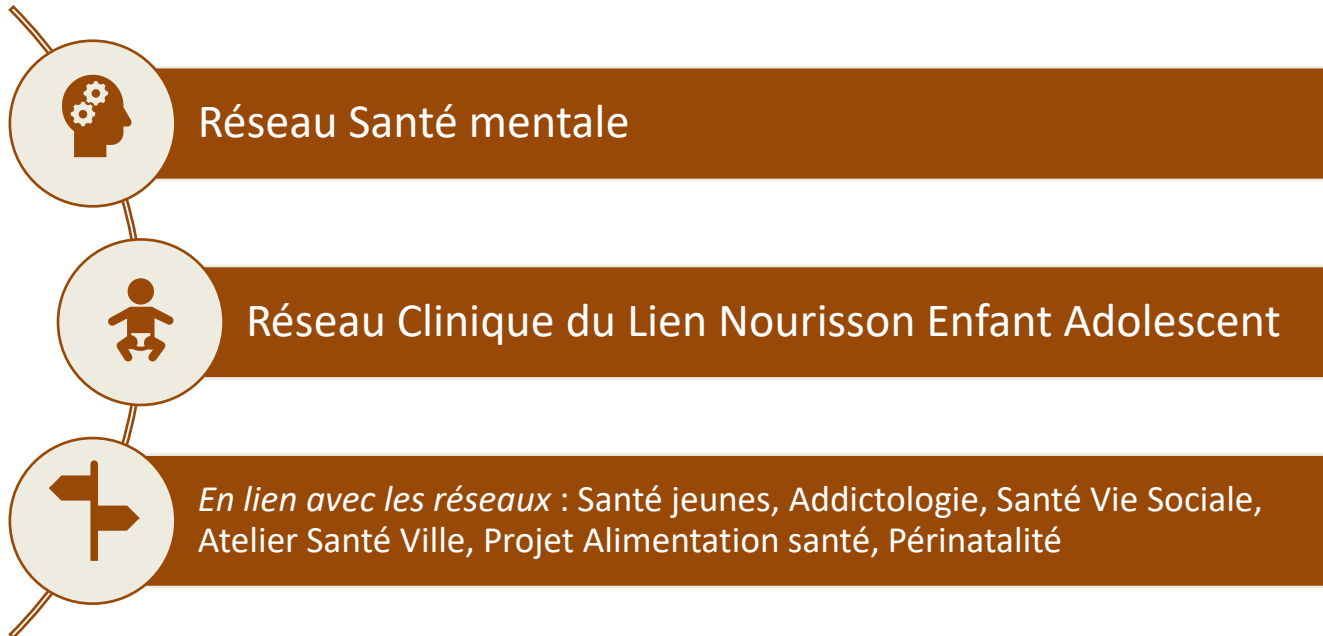 Réseau Santé mentale
Réseau Clinique du Lien Nourisson Enfant Adolescent
En lien avec les réseaux : Santé jeunes, Addictologie, Santé Vie Sociale,
Atelier Santé Ville, Projet Alimentation santé, Périnatalité